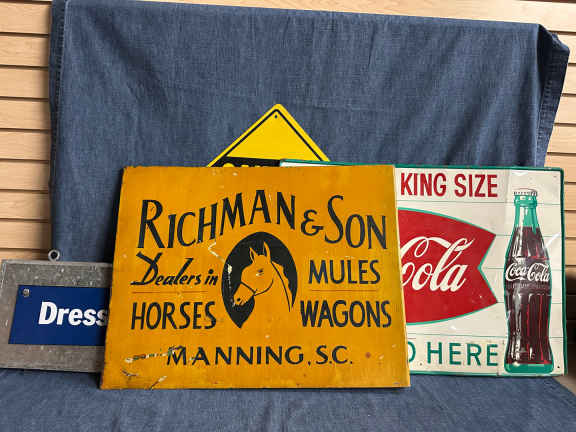 RICHMAN & SON
Dealers in
MULES
HORSES
WAGONS
MANNING, S.C.
KING SIZE
Cola
Coca-Cola
HERE
Dress